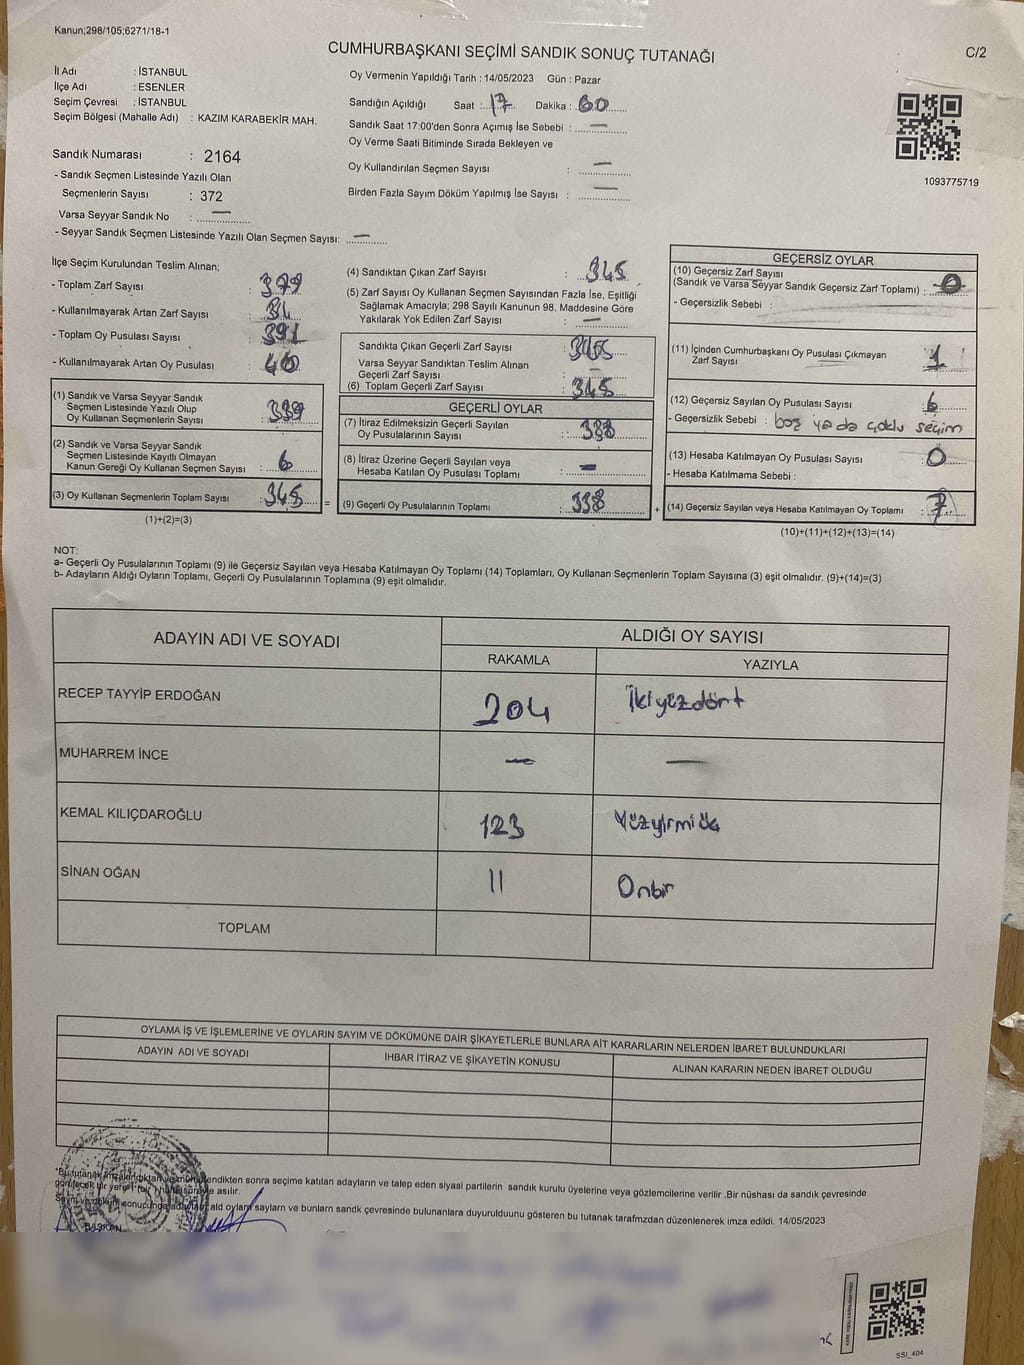 Kanun;298/105;6271/18-1
CUMHURBAŞKANI SEÇİMİ SANDIK SONUÇ TUTANAĞI
C/2
İl Adı : İSTANBUL
İlçe Adı : ESENLER
Seçim Çevresi : İSTANBUL
Seçim Bölgesi (Mahalle Adı) : KAZIM KARABEKİR MAH.
Sandık Numarası : 2164
- Sandık Seçmen Listesinde Yazılı Olan
Seçmenlerin Sayısı : 372
Varsa Seyyar Sandık No : —
- Seyyar Sandık Seçmen Listesinde Yazılı Olan Seçmen Sayısı: —
Oy Vermenin Yapıldığı Tarih : 14/05/2023 Gün : Pazar
Sandığın Açıldığı Saat : 17 Dakika : 00
Sandık Saat 17:00'den Sonra Açımış İse Sebebi : —
Oy Verme Saati Bitiminde Sırada Bekleyen ve
Oy Kullandırılan Seçmen Sayısı : —
Birden Fazla Sayım Döküm Yapılmış İse Sayısı : —
1093775719
İlçe Seçim Kurulundan Teslim Alınan;
- Toplam Zarf Sayısı :
- Kullanılmayarak Artan Zarf Sayısı :
- Toplam Oy Pusulası Sayısı : 391
- Kullanılmayarak Artan Oy Pusulası : 40
(1) Sandık ve Varsa Seyyar Sandık
Seçmen Listesinde Yazılı Olup
Oy Kullanan Seçmenlerin Sayısı : 339
(2) Sandık ve Varsa Seyyar Sandık
Seçmen Listesinde Kayıtlı Olmayan
Kanun Gereği Oy Kullanan Seçmen Sayısı : 6
(3) Oy Kullanan Seçmenlerin Toplam Sayısı : 345
(1)+(2)=(3)
(4) Sandıktan Çıkan Zarf Sayısı : 345
(5) Zarf Sayısı Oy Kullanan Seçmen Sayısından Fazla İse, Eşitliği
Sağlamak Amacıyla; 298 Sayılı Kanunun 98. Maddesine Göre
Yakılarak Yok Edilen Zarf Sayısı : —
Sandıkta Çıkan Geçerli Zarf Sayısı : 345
Varsa Seyyar Sandıktan Teslim Alınan
Geçerli Zarf Sayısı : —
(6) Toplam Geçerli Zarf Sayısı : 345
GEÇERLİ OYLAR
(7) İtiraz Edilmeksizin Geçerli Sayılan
Oy Pusulalarının Sayısı : 338
(8) İtiraz Üzerine Geçerli Sayılan veya
Hesaba Katılan Oy Pusulası Toplamı : —
(9) Geçerli Oy Pusulalarının Toplamı : 338
GEÇERSİZ OYLAR
(10) Geçersiz Zarf Sayısı
(Sandık ve Varsa Seyyar Sandık Geçersiz Zarf Toplamı) : 0
- Geçersizlik Sebebi :
(11) İçinden Cumhurbaşkanı Oy Pusulası Çıkmayan
Zarf Sayısı : 1
(12) Geçersiz Sayılan Oy Pusulası Sayısı : 6
- Geçersizlik Sebebi : boş ya da çoklu seçim
(13) Hesaba Katılmayan Oy Pusulası Sayısı : 0
- Hesaba Katılmama Sebebi :
(14) Geçersiz Sayılan veya Hesaba Katılmayan Oy Toplamı : 7
(10)+(11)+(12)+(13)=(14)
NOT:
a- Geçerli Oy Pusulalarının Toplamı (9) ile Geçersiz Sayılan veya Hesaba Katılmayan Oy Toplamı (14) Toplamları, Oy Kullanan Seçmenlerin Toplam Sayısına (3) eşit olmalıdır. (9)+(14)=(3)
b- Adayların Aldığı Oyların Toplamı, Geçerli Oy Pusulalarının Toplamına (9) eşit olmalıdır.
ADAYIN ADI VE SOYADI
ALDIĞI OY SAYISI
RAKAMLA YAZIYLA
RECEP TAYYİP ERDOĞAN 204 İkiyüzdört
MUHARREM İNCE — —
KEMAL KILIÇDAROĞLU 123 Yüzyirmiüç
SİNAN OĞAN 11 Onbir
TOPLAM
OYLAMA İŞ VE İŞLEMLERİNE VE OYLARIN SAYIM VE DÖKÜMÜNE DAİR ŞİKAYETLERLE BUNLARA AİT KARARLARIN NELERDEN İBARET BULUNDUKLARI
ADAYIN ADI VE SOYADI İHBAR İTİRAZ VE ŞİKAYETİN KONUSU ALINAN KARARIN NEDEN İBARET OLDUĞU
"Bu tutanak sonra seçime katılan adayların ve talep eden siyasi partilerin sandık kurulu üyelerine veya gözlemcilerine verilir .Bir nüshası da sandık çevresinde
görülecek bir yere asılır.
ald oyları sayların ve bunlarn sandk çevresinde bulunanlara duyurulduunu gösteren bu tutanak tarafmzdan düzenlenerek imza edildi. 14/05/2023
BAŞKAN
SSI_404